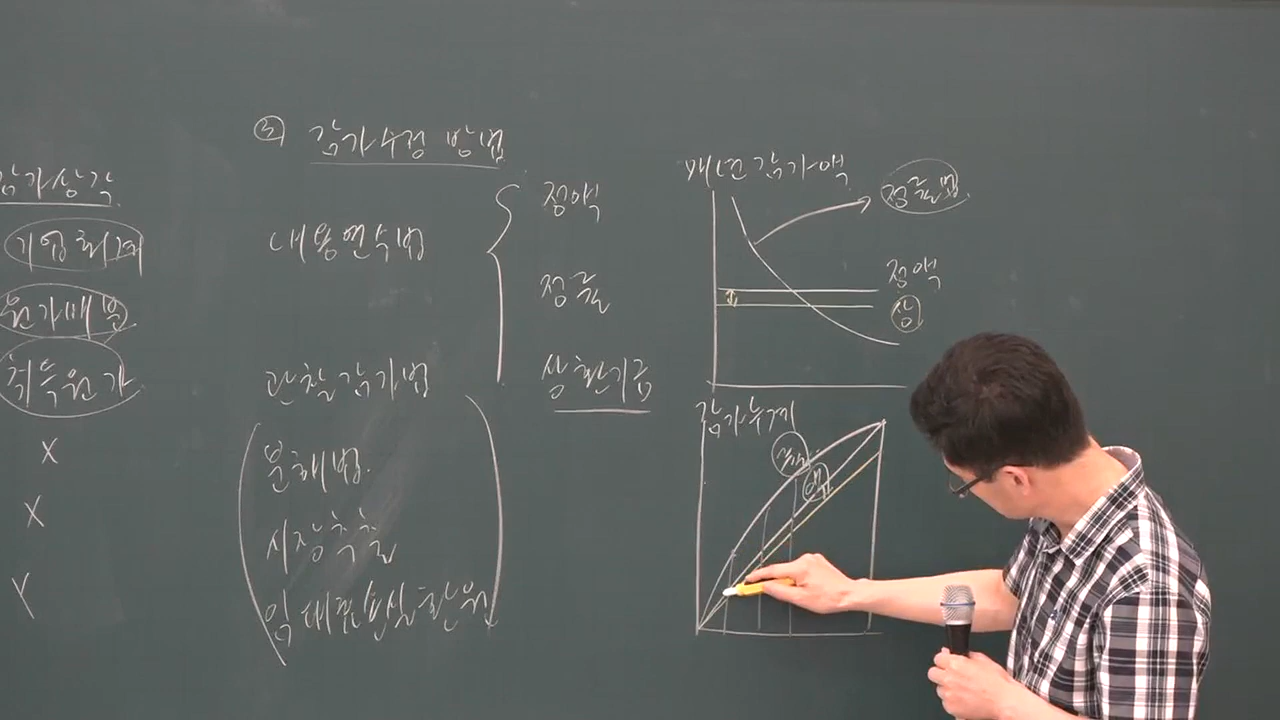 감가상각
기업회계
원가배분
취득원가
X
X
Y
③ 감가수정 방법
내용연수법
관찰감가법
분해법.
시장추출
임대료손실환원
정액
정률
상환기금
매년감가액
정률법
정액
상
감가누계
률
액